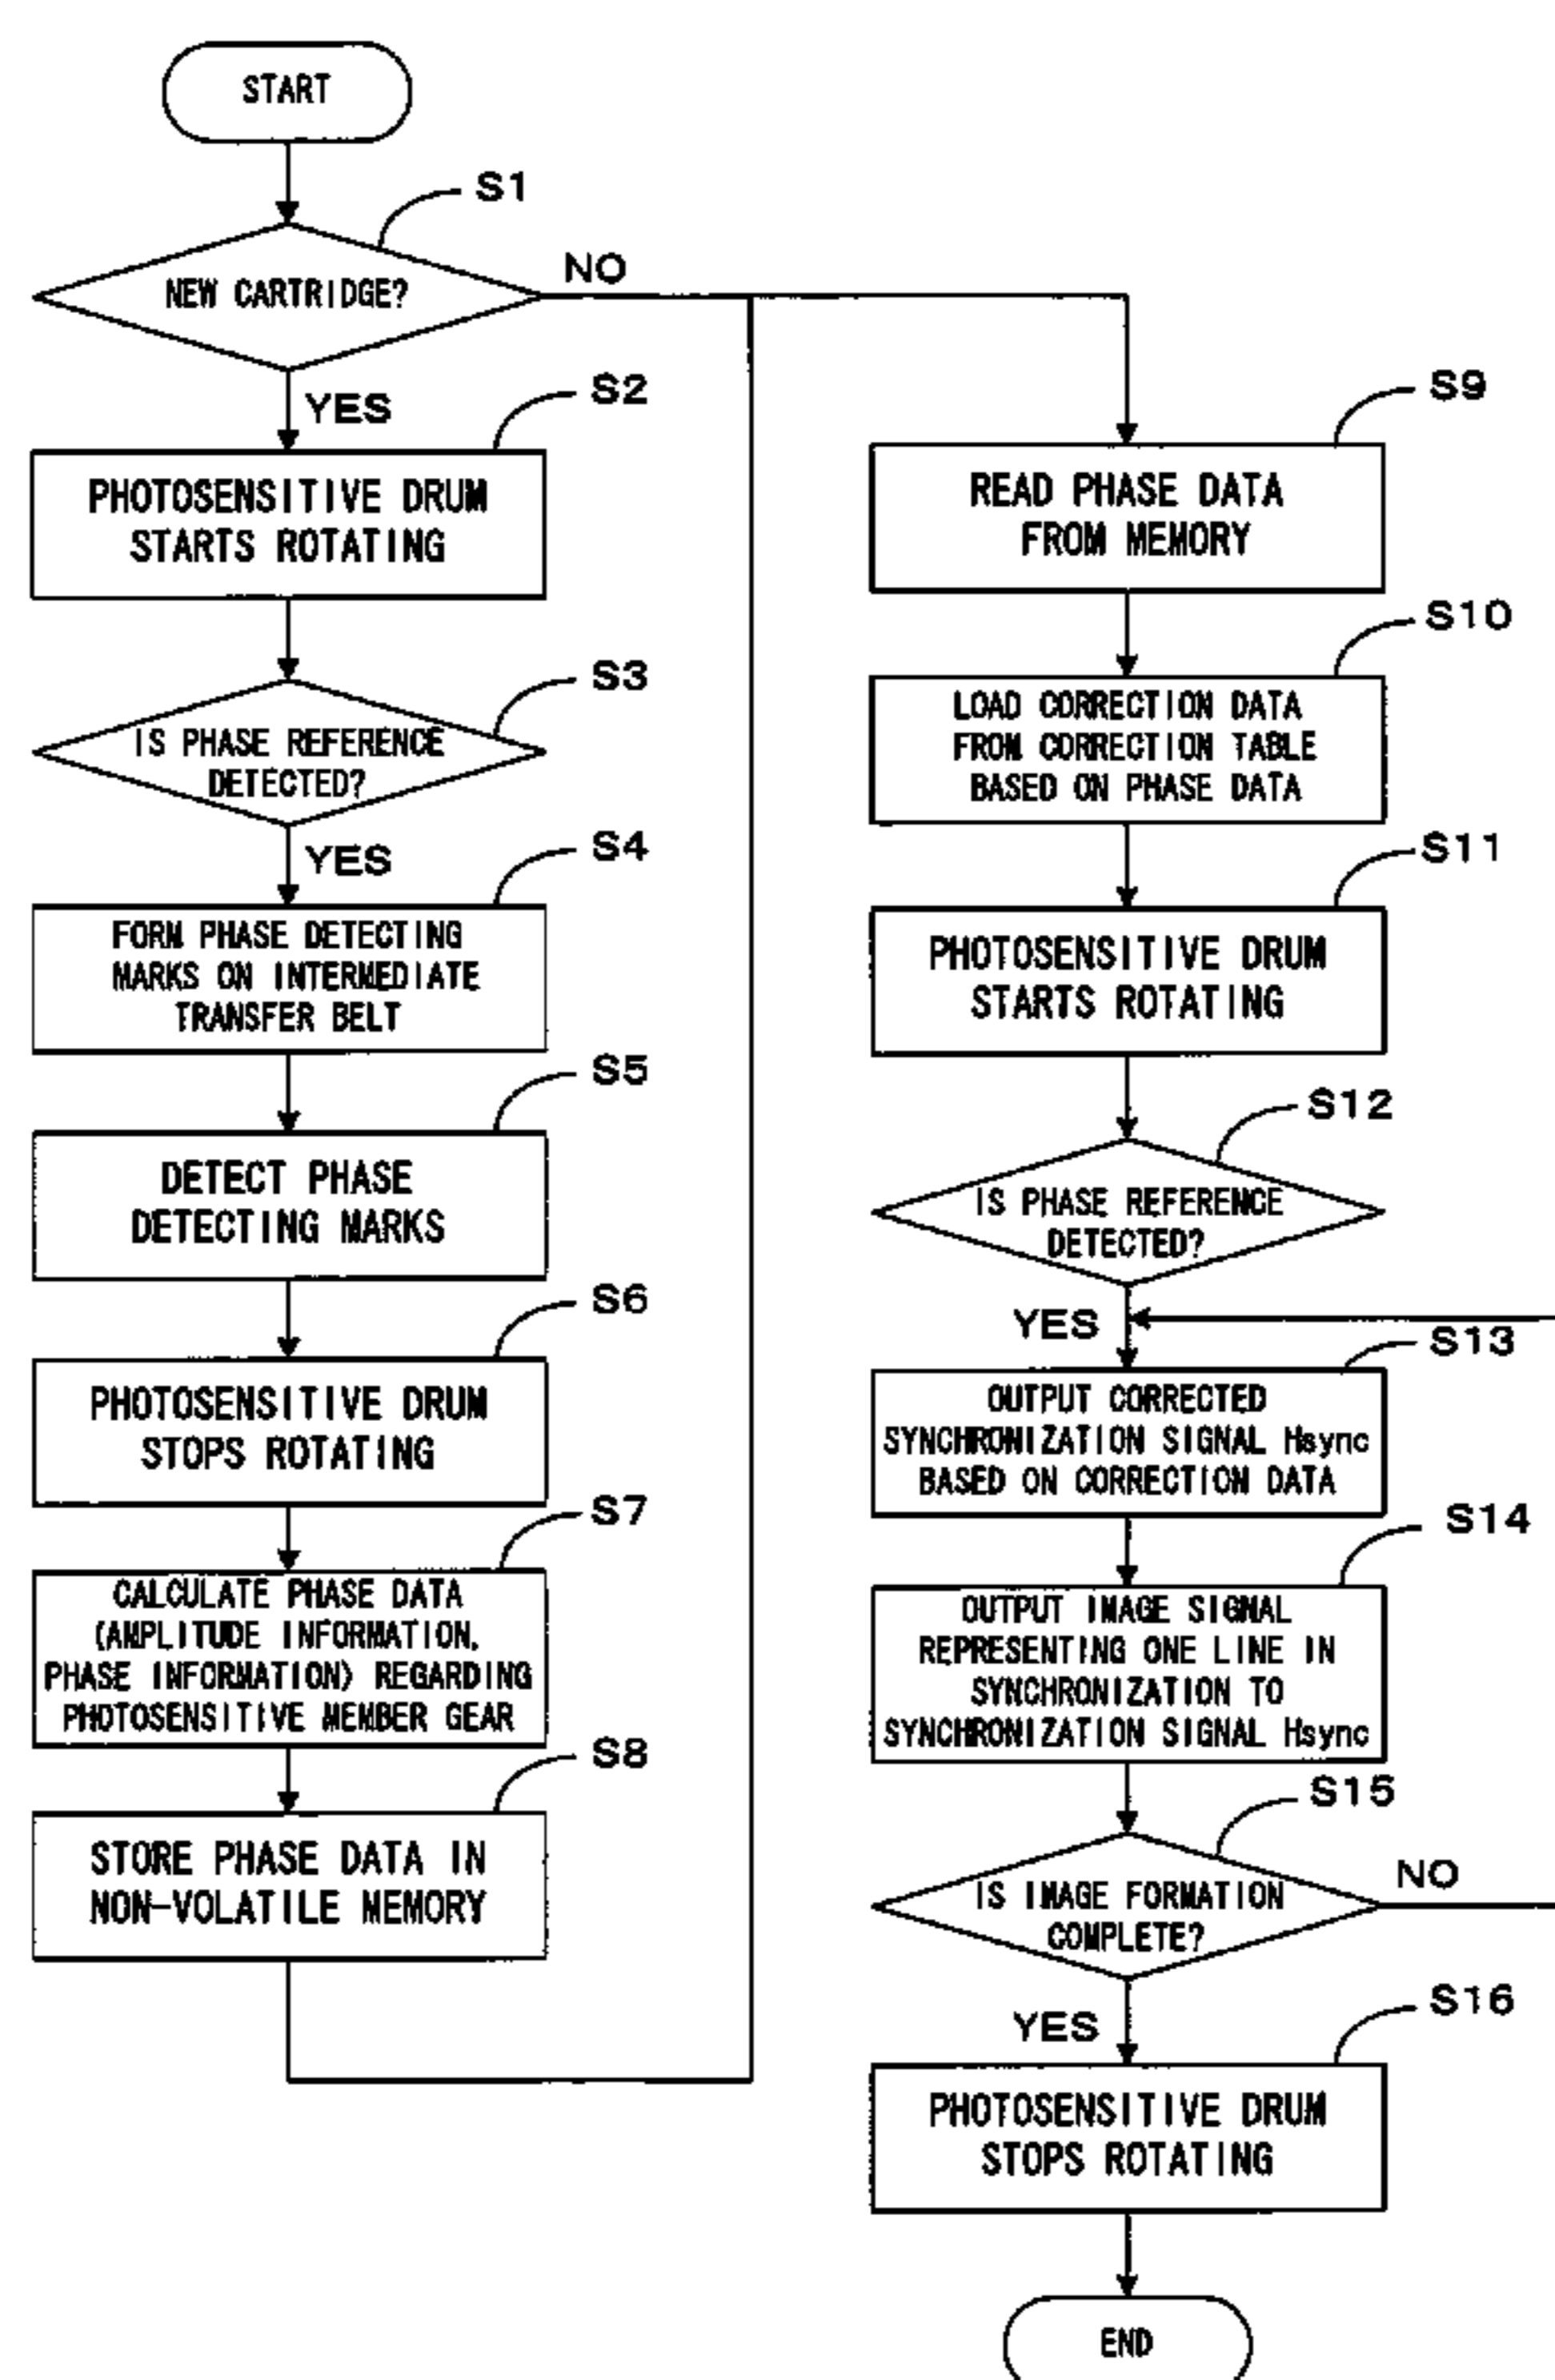 START
S1
NEW CARTRIDGE?
NO
YES
S2
PHOTOSENSITIVE DRUM
STARTS ROTATING
S3
IS PHASE REFERENCE
DETECTED?
YES
S4
FORM PHASE DETECTING
MARKS ON INTERMEDIATE
TRANSFER BELT
S5
DETECT PHASE
DETECTING MARKS
S6
PHOTOSENSITIVE DRUM
STOPS ROTATING
S7
CALCULATE PHASE DATA
(AMPLITUDE INFORMATION,
PHASE INFORMATION) REGARDING
PHOTOSENSITIVE MEMBER GEAR
S8
STORE PHASE DATA IN
NON-VOLATILE MEMORY
S9
READ PHASE DATA
FROM MEMORY
S10
LOAD CORRECTION DATA
FROM CORRECTION TABLE
BASED ON PHASE DATA
S11
PHOTOSENSITIVE DRUM
STARTS ROTATING
S12
IS PHASE REFERENCE
DETECTED?
YES
S13
OUTPUT CORRECTED
SYNCHRONIZATION SIGNAL Hsync
BASED ON CORRECTION DATA
S14
OUTPUT IMAGE SIGNAL
REPRESENTING ONE LINE IN
SYNCHRONIZATION TO
SYNCHRONIZATION SIGNAL Hsync
S15
IS IMAGE FORMATION
COMPLETE?
NO
YES
S16
PHOTOSENSITIVE DRUM
STOPS ROTATING
END